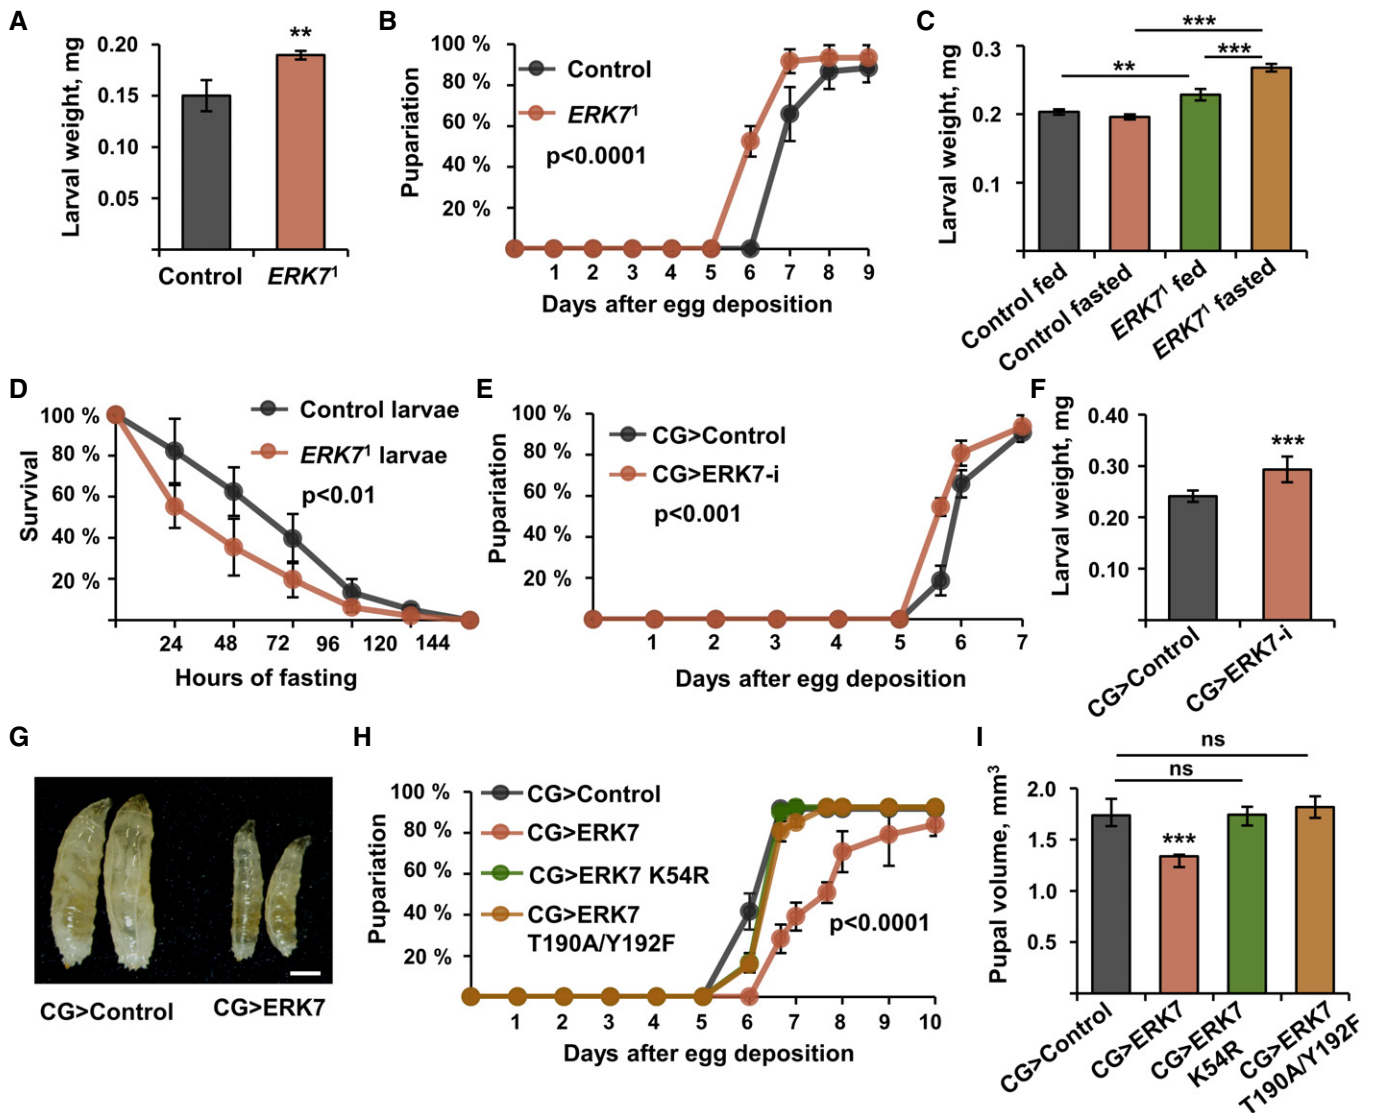 A
Larval weight, mg
0.20
0.15
0.10
0.05
**
Control
ERK7¹
B
Pupariation
100 %
80 %
60 %
40 %
20 %
Control
ERK7¹
p<0.0001
1 2 3 4 5 6 7 8 9
Days after egg deposition
C
Larval weight, mg
0.3
0.2
0.1
***
***
**
Control fed
Control fasted
ERK7¹ fed
ERK7¹ fasted
D
Survival
100 %
80 %
60 %
40 %
20 %
Control larvae
ERK7¹ larvae
p<0.01
24 48 72 96 120 144
Hours of fasting
E
Pupariation
100 %
80 %
60 %
40 %
20 %
CG>Control
CG>ERK7-i
p<0.001
1 2 3 4 5 6 7
Days after egg deposition
F
Larval weight, mg
0.40
0.30
0.20
0.10
***
CG>Control
CG>ERK7-i
G
CG>Control
CG>ERK7
H
Pupariation
100 %
80 %
60 %
40 %
20 %
CG>Control
CG>ERK7
CG>ERK7 K54R
CG>ERK7
T190A/Y192F
p<0.0001
1 2 3 4 5 6 7 8 9 10
Days after egg deposition
I
Pupal volume, mm³
2.0
1.5
1.0
0.5
ns
ns
***
CG>Control
CG>ERK7
CG>ERK7
K54R
CG>ERK7
T190A/Y192F